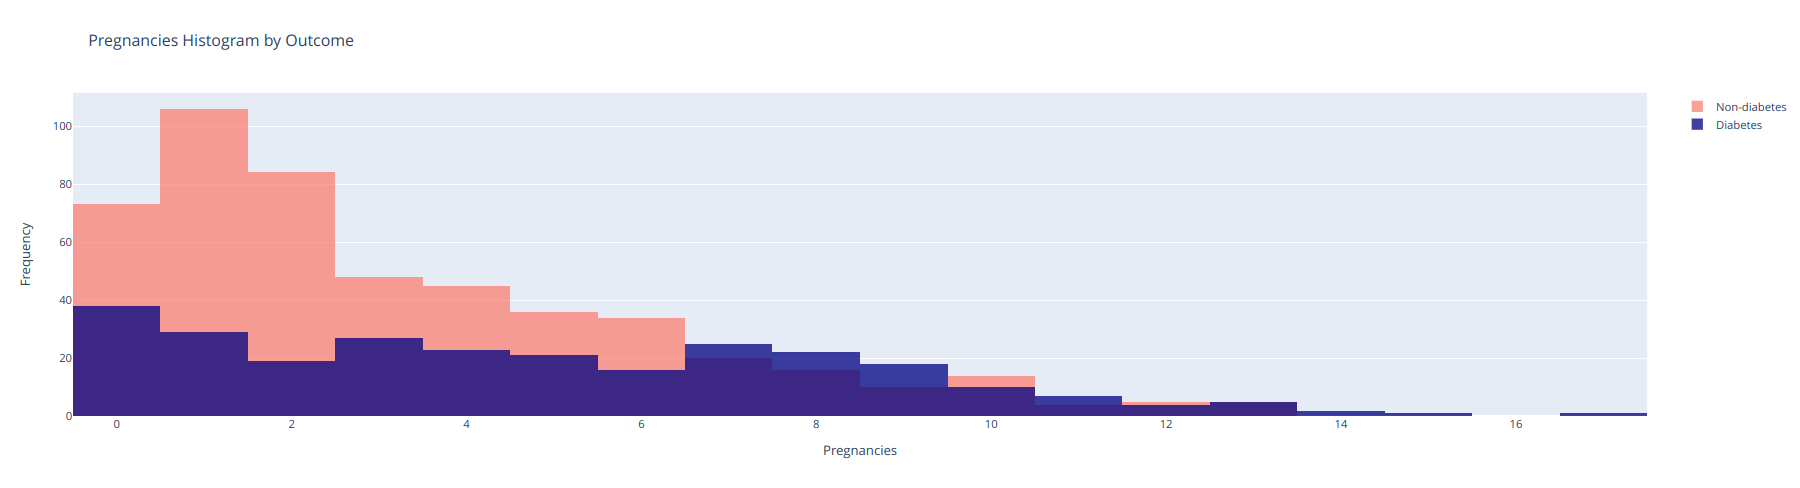 Pregnancies Histogram by Outcome
Non-diabetes
Diabetes
Frequency
100
80
60
40
20
0
0 2 4 6 8 10 12 14 16
Pregnancies